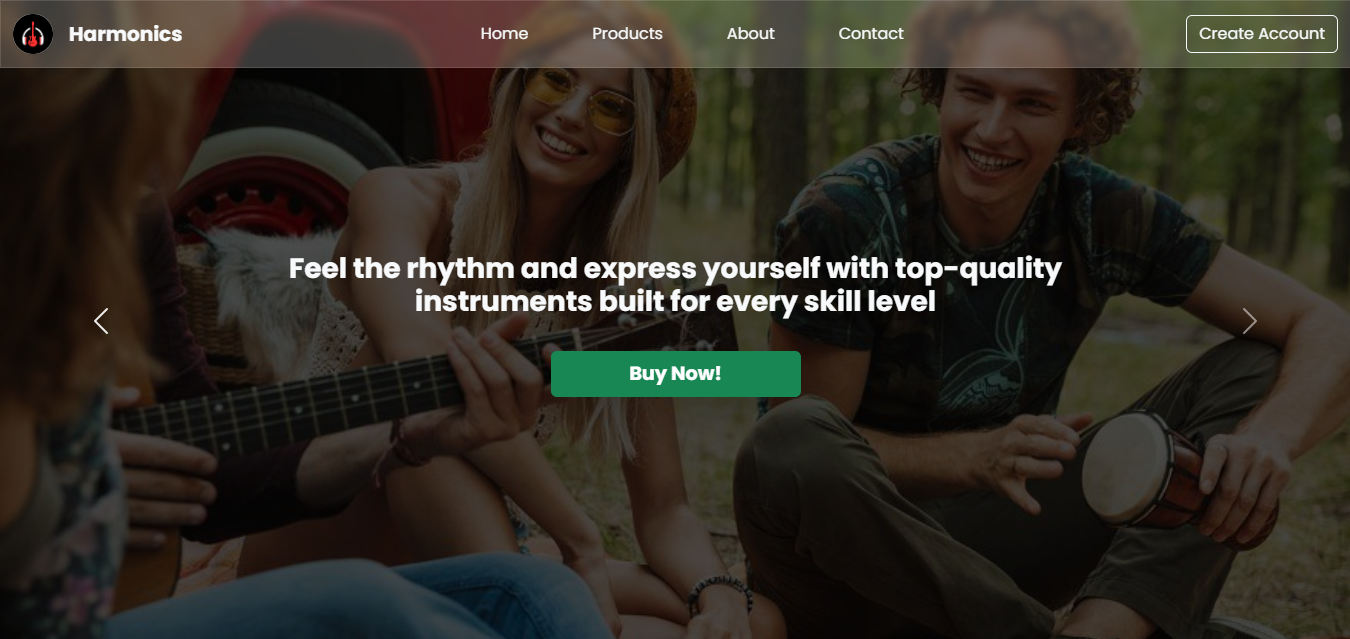 Harmonics
Home
Products
About
Contact
Create Account
Feel the rhythm and express yourself with top-quality
instruments built for every skill level
Buy Now!